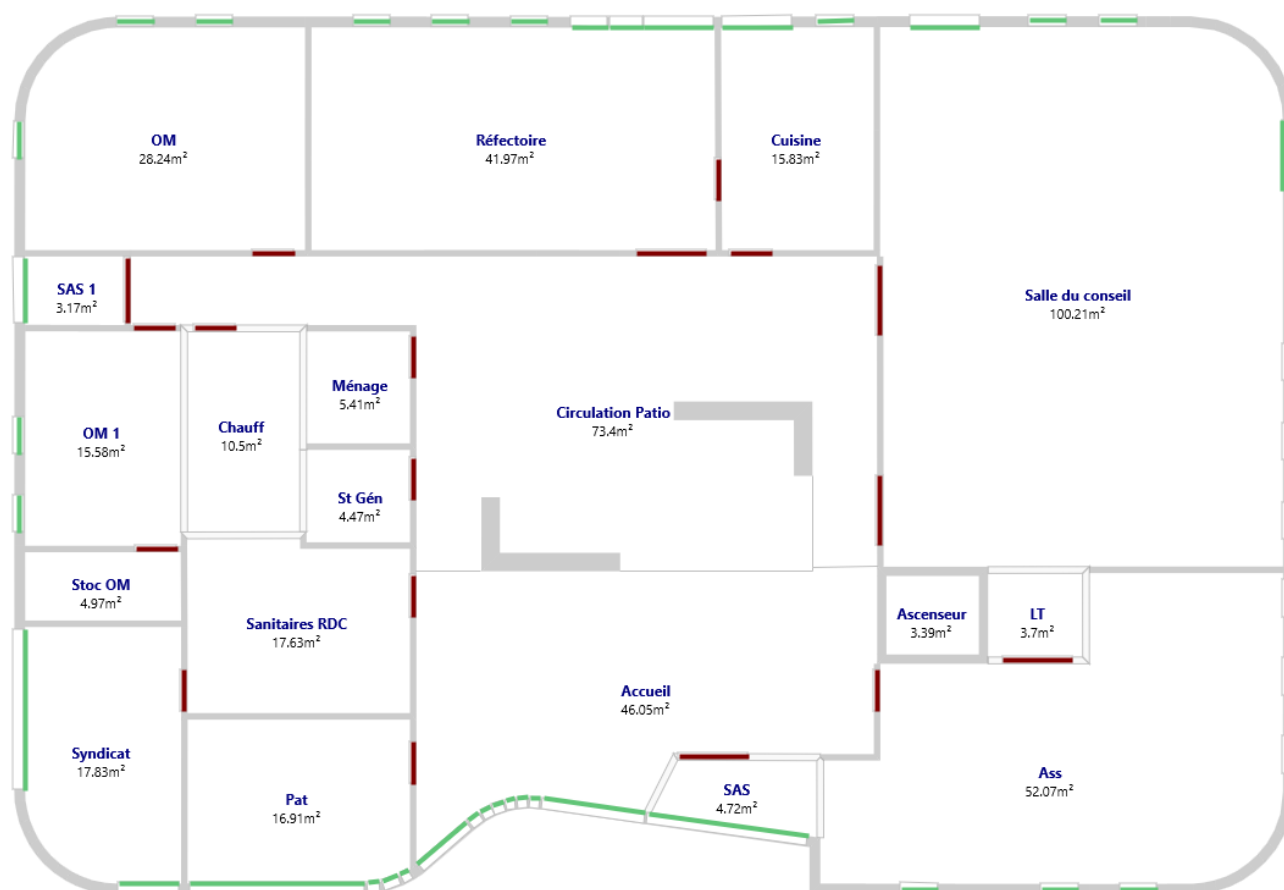 OM
28.24m²
Réfectoire
41.97m²
Cuisine
15.83m²
SAS 1
3.17m²
Salle du conseil
100.21m²
Ménage
5.41m²
Circulation Patio
73.4m²
Chauff
10.5m²
OM 1
15.58m²
St Gén
4.47m²
Stoc OM
4.97m²
Sanitaires RDC
17.63m²
Ascenseur
3.39m²
LT
3.7m²
Accueil
46.05m²
Syndicat
17.83m²
Pat
16.91m²
SAS
4.72m²
Ass
52.07m²